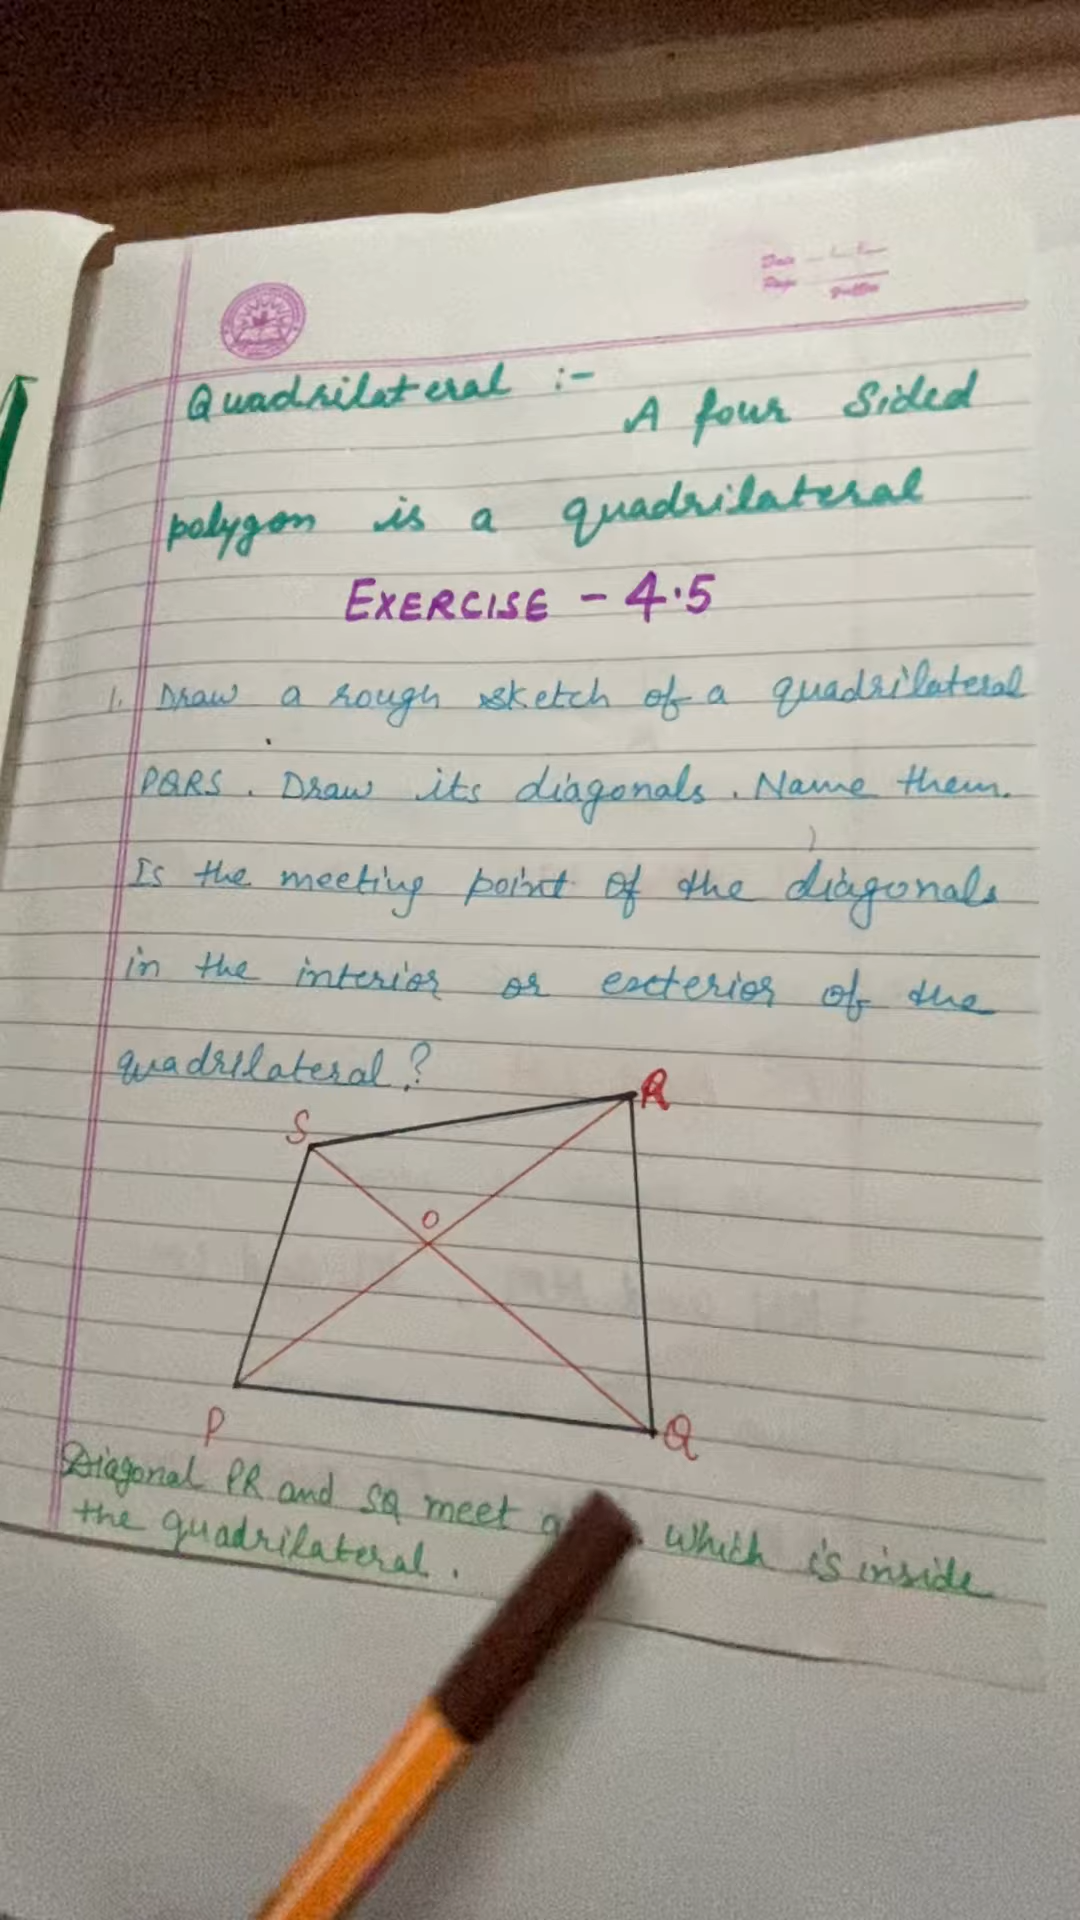 Date
Page
Quadrilateral :- A four sided
polygon is a quadrilateral
EXERCISE - 4.5
1. Draw a rough sketch of a quadrilateral
PQRS. Draw its diagonals. Name them.
Is the meeting point of the diagonals
in the interior or exterior of the
quadrilateral?
S R
O
P Q
Diagonal PR and SQ meet which is inside
the quadrilateral.